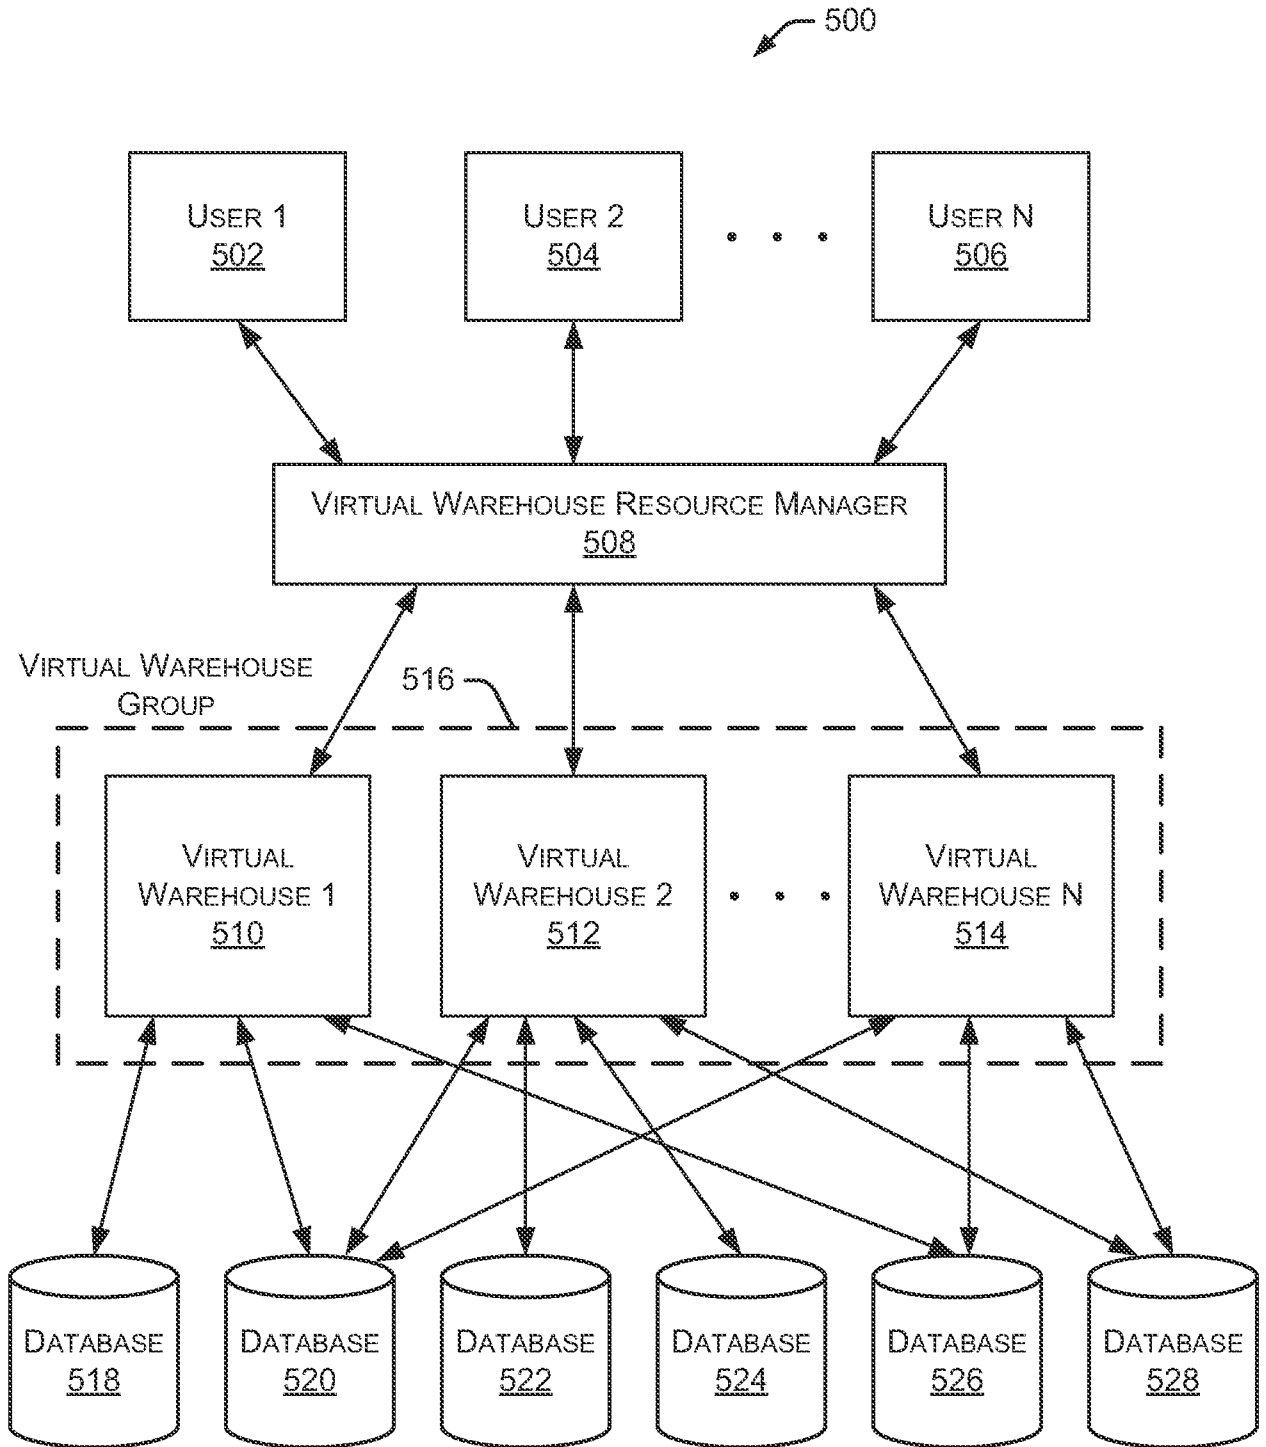 500
USER 1
502
USER 2
504
USER N
506
VIRTUAL WAREHOUSE RESOURCE MANAGER
508
VIRTUAL WAREHOUSE
GROUP
516
VIRTUAL
WAREHOUSE 1
510
VIRTUAL
WAREHOUSE 2
512
VIRTUAL
WAREHOUSE N
514
DATABASE
518
DATABASE
520
DATABASE
522
DATABASE
524
DATABASE
526
DATABASE
528